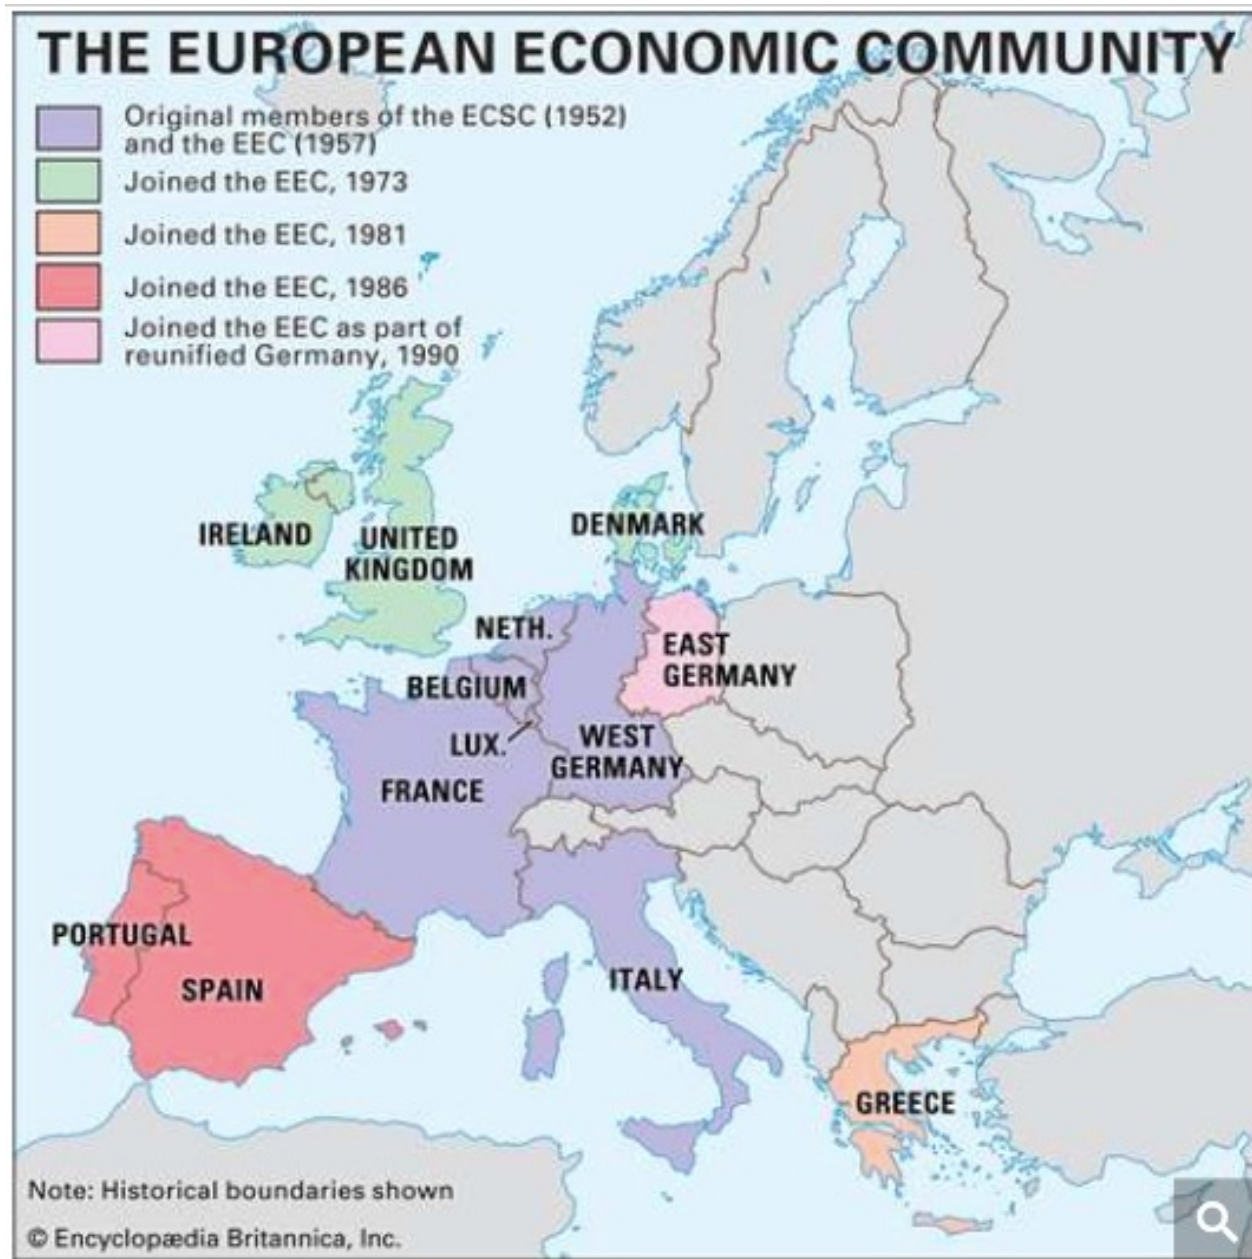 THE EUROPEAN ECONOMIC COMMUNITY
Original members of the ECSC (1952)
and the EEC (1957)
Joined the EEC, 1973
Joined the EEC, 1981
Joined the EEC, 1986
Joined the EEC as part of
reunified Germany, 1990
IRELAND
UNITED
KINGDOM
DENMARK
NETH.
EAST
GERMANY
BELGIUM
LUX.
WEST
GERMANY
FRANCE
PORTUGAL
SPAIN
ITALY
GREECE
Note: Historical boundaries shown
© Encyclopædia Britannica, Inc.